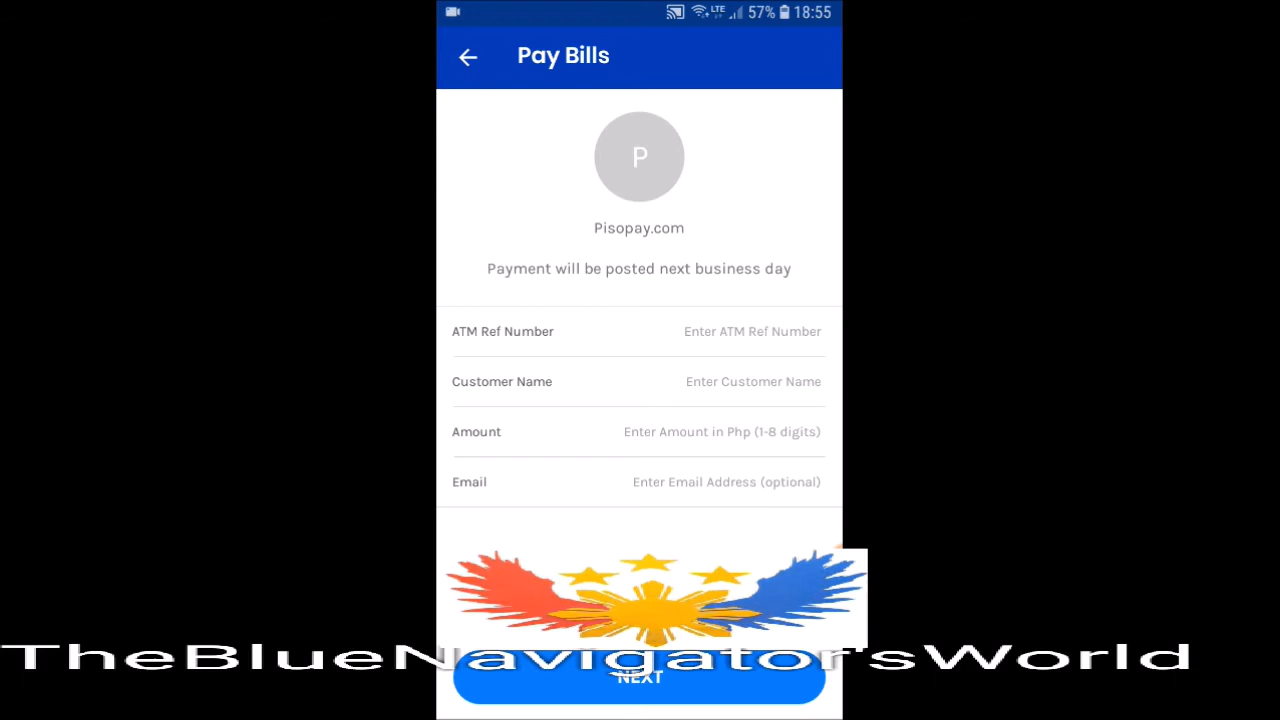 LTE 57% 18:55
Pay Bills
P
Pisopay.com
Payment will be posted next business day
ATM Ref Number Enter ATM Ref Number
Customer Name Enter Customer Name
Amount Enter Amount in Php (1-8 digits)
Email Enter Email Address (optional)
TheBlueNavigator'sWorld
NEXT